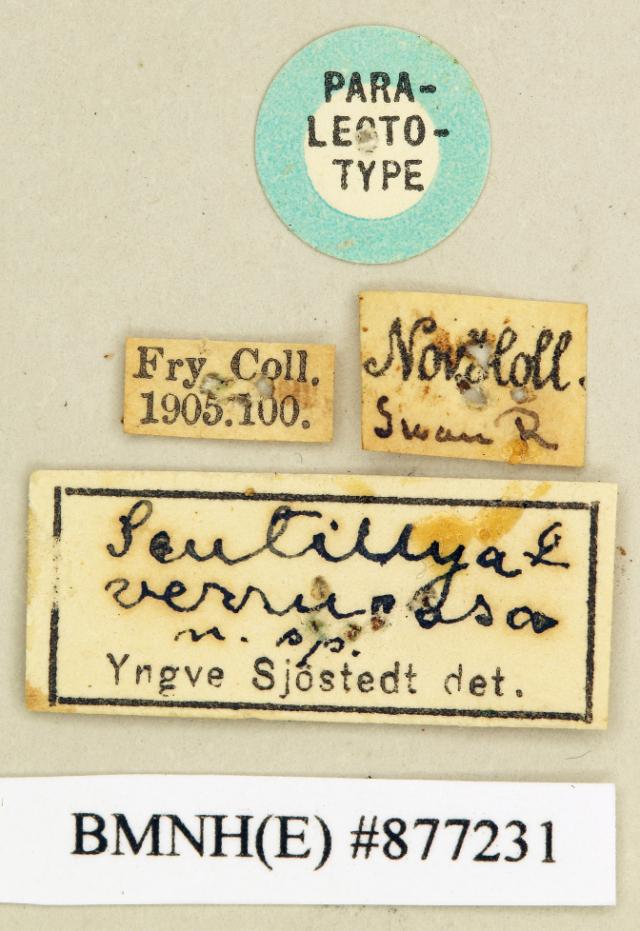 PARA-
LECTO-
TYPE
Fry Coll.
1905.100.
Nov Holl.
Swan R
Scutillya
verrucosa
n. sp.
Yngve Sjöstedt det.
BMNH(E) #877231